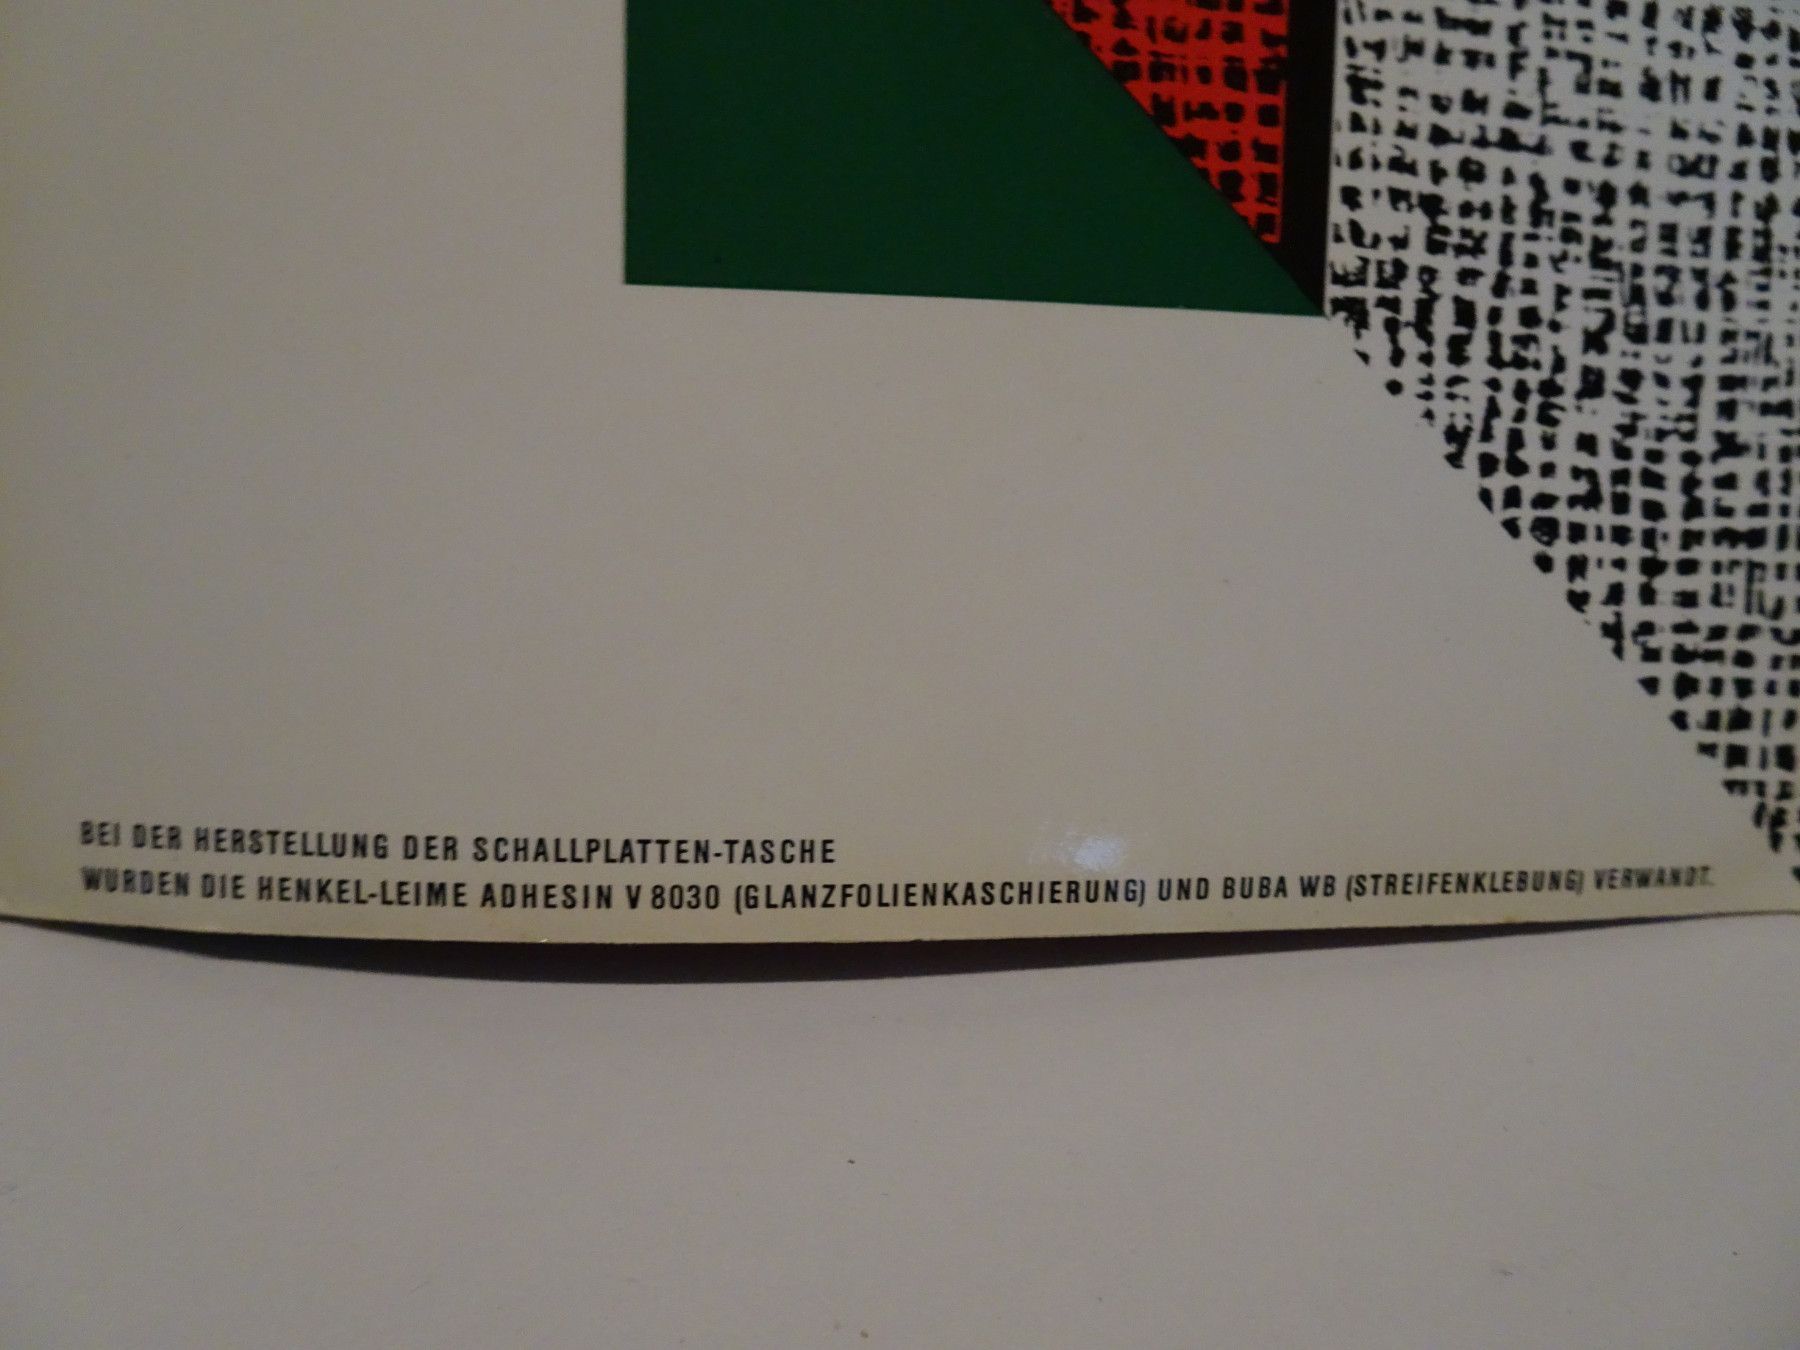 BEI DER HERSTELLUNG DER SCHALLPLATTEN-TASCHE
WURDEN DIE HENKEL-LEIME ADHESIN V 8030 (GLANZFOLIENKASCHIERUNG) UND BUBA WB (STREIFENKLEBUNG) VERWANDT.